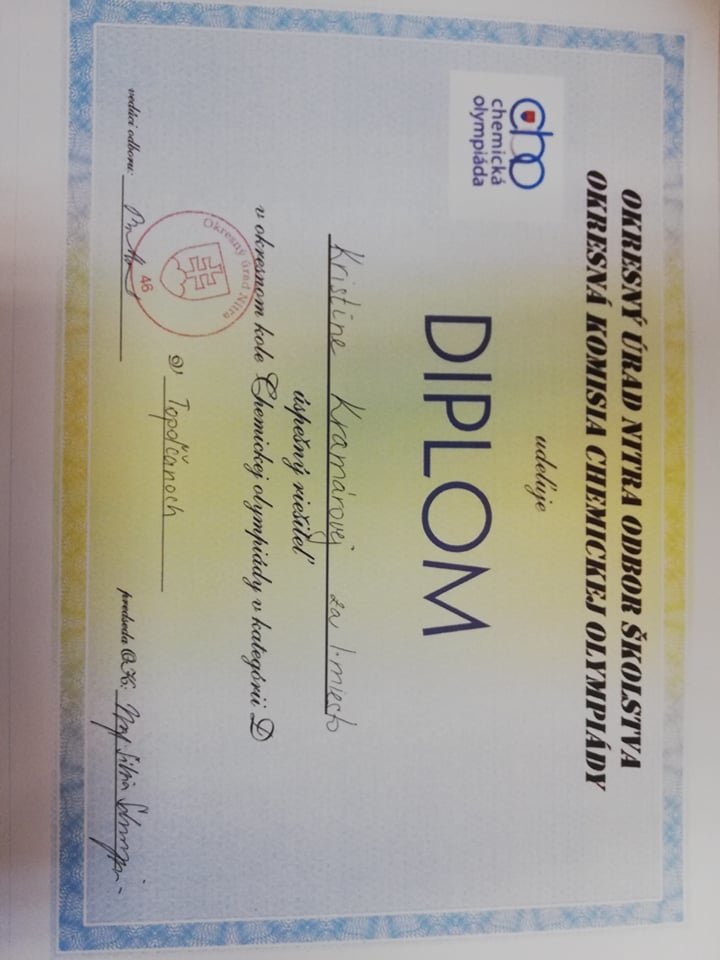 OKRESNÝ ÚRAD NITRA ODBOR ŠKOLSTVA
OKRESNÁ KOMISIA CHEMICKEJ OLYMPIÁDY
cho
chemická
olympiáda
udeľuje
DIPLOM
Kristíne Kramárovej za 1. miesto
úspešný riešiteľ
v okresnom kole Chemickej olympiády v kategórii D
v Topoľčanoch
Okresný úrad Nitra
46
vedúci odboru:
predseda OK: